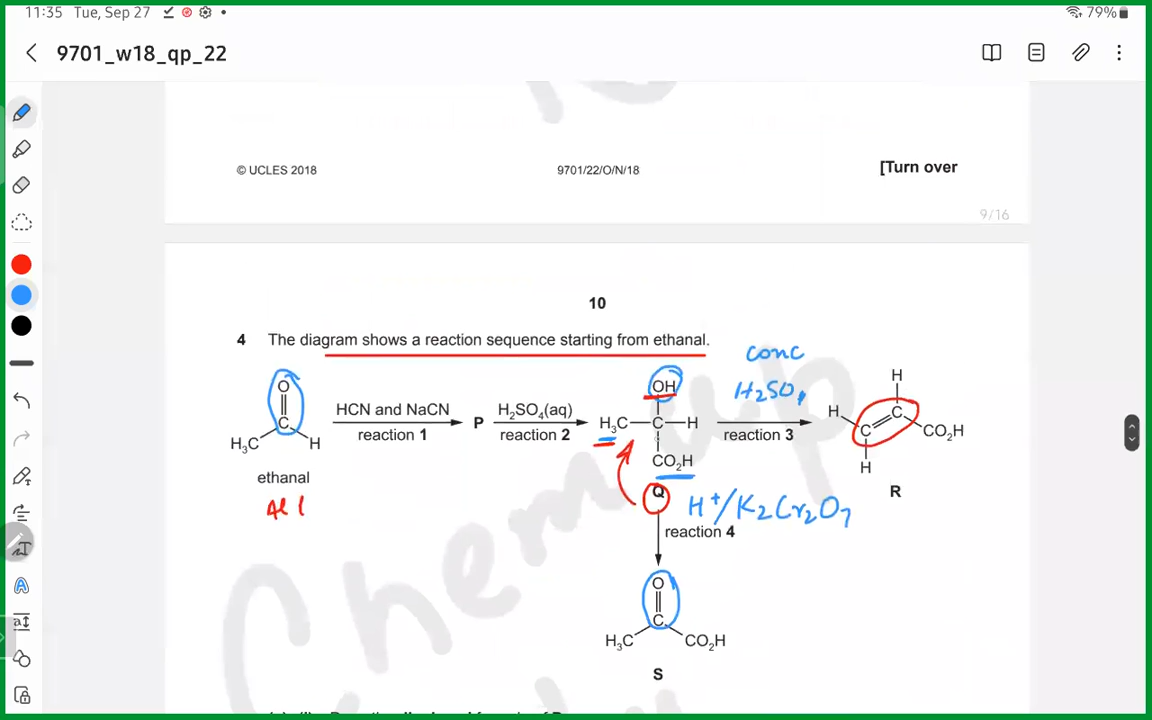 11:35 Tue, Sep 27
79%
9701_w18_qp_22
© UCLES 2018
9701/22/O/N/18
[Turn over
9/16
10
4 The diagram shows a reaction sequence starting from ethanal.
conc
H2SO4
O
C
H3C
H
ethanal
HCN and NaCN
reaction 1
P
H2SO4(aq)
reaction 2
OH
H3C C H
CO2H
Q
reaction 3
H
H
C
C
CO2H
H
R
H+/K2Cr2O7
reaction 4
O
C
H3C
CO2H
S
Chemup